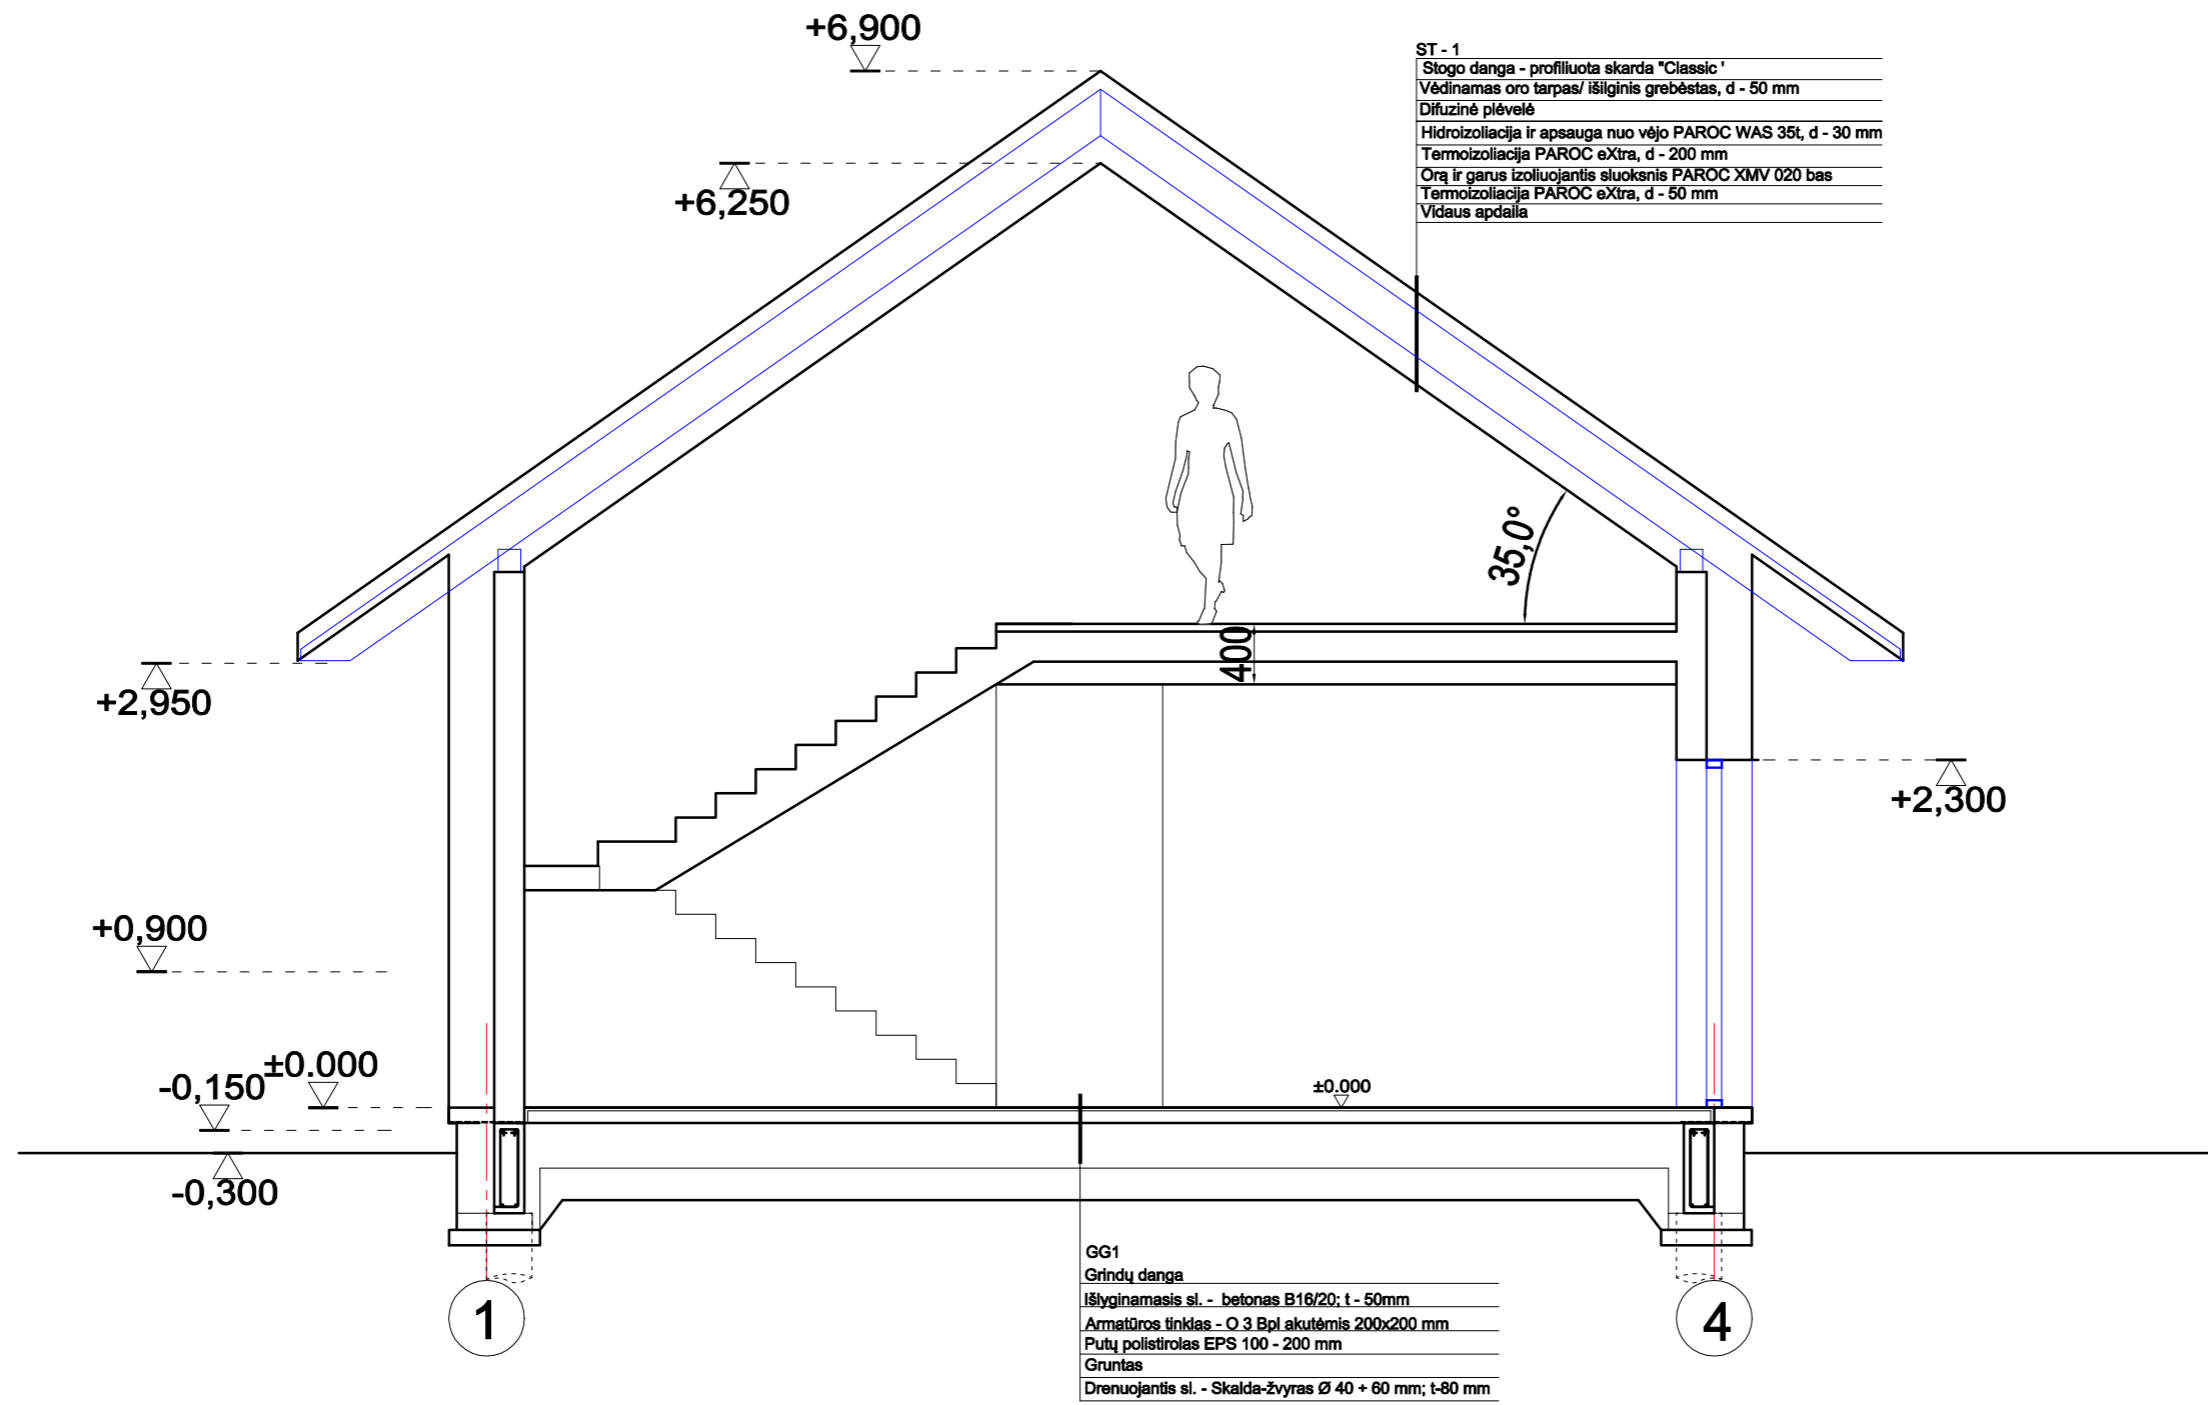 +6,900
ST - 1
Stogo danga - profiliuota skarda "Classic '
Vėdinamas oro tarpas/ išilginis grebėstas, d - 50 mm
Difuzinė plėvelė
Hidroizoliacija ir apsauga nuo vėjo PAROC WAS 35t, d - 30 mm
Termoizoliacija PAROC eXtra, d - 200 mm
Orą ir garus izoliuojantis sluoksnis PAROC XMV 020 bas
Termoizoliacija PAROC eXtra, d - 50 mm
Vidaus apdaila
+6,250
35,0°
400
+2,950
+2,300
+0,900
±0.000
-0,150
±0.000
-0,300
GG1
Grindų danga
Išlyginamasis sl. - betonas B16/20; t - 50mm
Armatūros tinklas - O 3 Bpl akutėmis 200x200 mm
Putų polistirolas EPS 100 - 200 mm
Gruntas
Drenuojantis sl. - Skalda-žvyras Ø 40 + 60 mm; t-80 mm
1
4